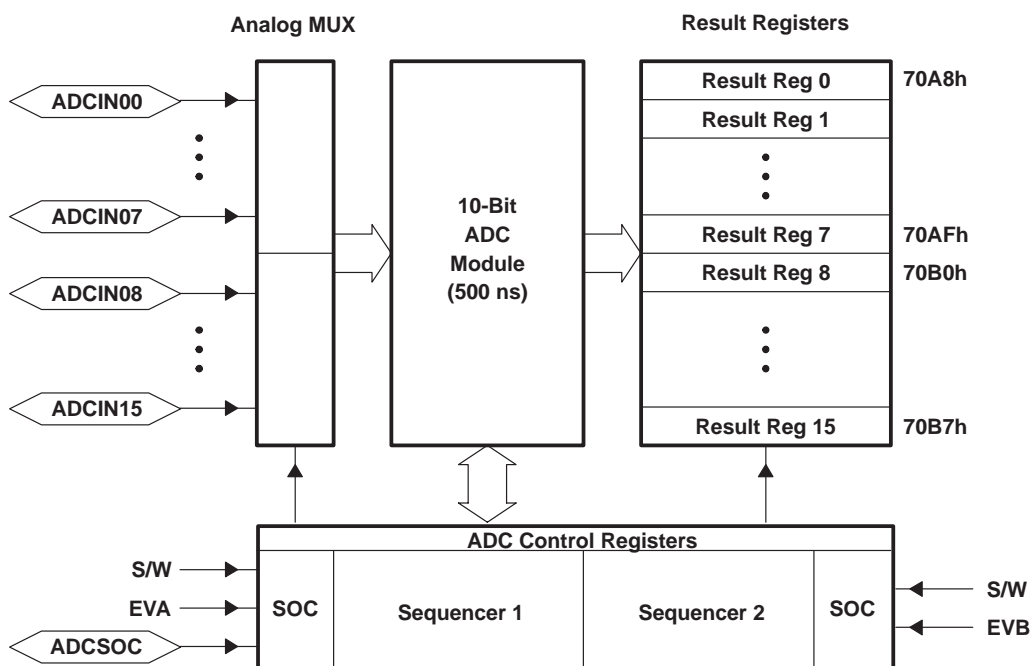 Analog MUX
Result Registers
ADCIN00
ADCIN07
ADCIN08
ADCIN15
10-Bit
ADC
Module
(500 ns)
Result Reg 0
70A8h
Result Reg 1
Result Reg 7
70AFh
Result Reg 8
70B0h
Result Reg 15
70B7h
ADC Control Registers
S/W
EVA
ADCSOC
SOC
Sequencer 1
Sequencer 2
SOC
S/W
EVB